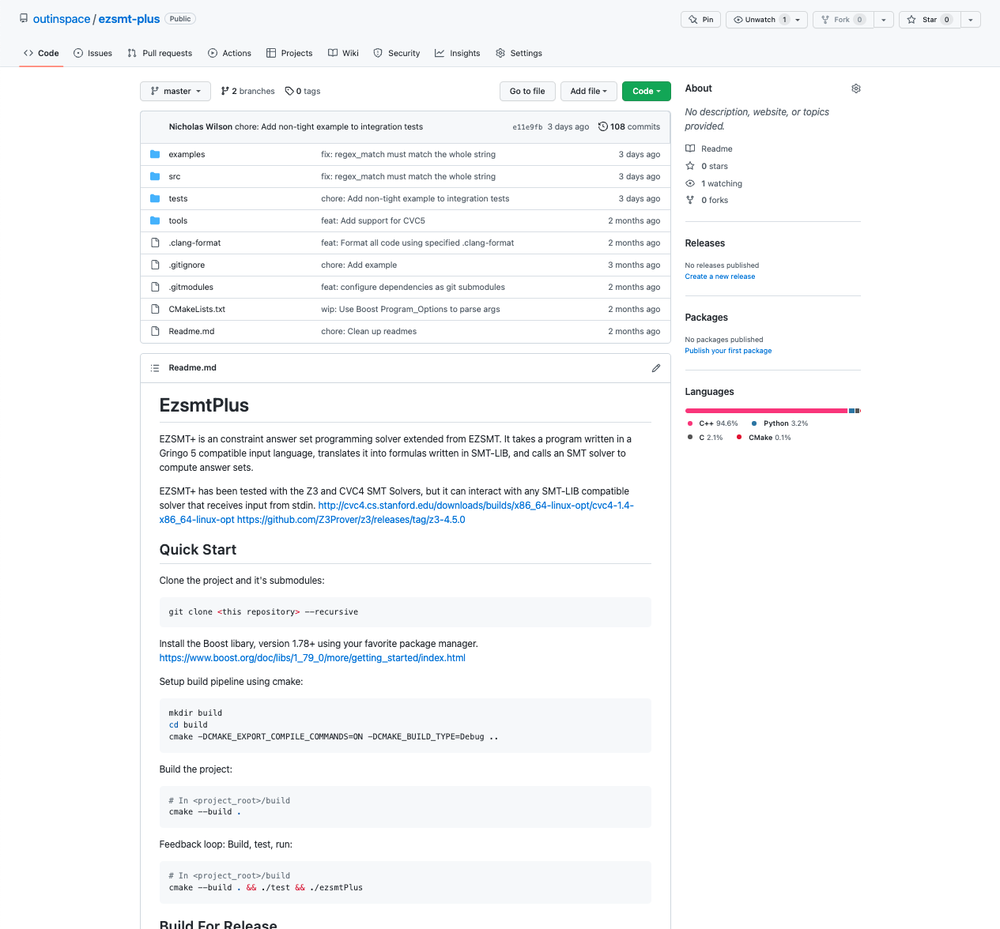 outinspace / ezsmt-plus Public
Pin Unwatch 1 Fork 0 Star 0
Code Issues Pull requests Actions Projects Wiki Security Insights Settings
master 2 branches 0 tags Go to file Add file Code
Nicholas Wilson chore: Add non-tight example to integration tests e11e9fb 3 days ago 108 commits
examples fix: regex_match must match the whole string 3 days ago
src fix: regex_match must match the whole string 3 days ago
tests chore: Add non-tight example to integration tests 3 days ago
tools feat: Add support for CVC5 2 months ago
.clang-format feat: Format all code using specified .clang-format 2 months ago
.gitignore chore: Add example 3 months ago
.gitmodules feat: configure dependencies as git submodules 2 months ago
CMakeLists.txt wip: Use Boost Program_Options to parse args 2 months ago
Readme.md chore: Clean up readmes 2 months ago
Readme.md
EzsmtPlus
EZSMT+ is an constraint answer set programming solver extended from EZSMT. It takes a program written in a
Gringo 5 compatible input language, translates it into formulas written in SMT-LIB, and calls an SMT solver to
compute answer sets.
EZSMT+ has been tested with the Z3 and CVC4 SMT Solvers, but it can interact with any SMT-LIB compatible
solver that receives input from stdin. http://cvc4.cs.stanford.edu/downloads/builds/x86_64-linux-opt/cvc4-1.4-
x86_64-linux-opt https://github.com/Z3Prover/z3/releases/tag/z3-4.5.0
Quick Start
Clone the project and it's submodules:
git clone <this repository> --recursive
Install the Boost libary, version 1.78+ using your favorite package manager.
https://www.boost.org/doc/libs/1_79_0/more/getting_started/index.html
Setup build pipeline using cmake:
mkdir build
cd build
cmake -DCMAKE_EXPORT_COMPILE_COMMANDS=ON -DCMAKE_BUILD_TYPE=Debug ..
Build the project:
# In <project_root>/build
cmake --build .
Feedback loop: Build, test, run:
# In <project_root>/build
cmake --build . && ./test && ./ezsmtPlus
Build For Release
About
No description, website, or topics
provided.
Readme
0 stars
1 watching
0 forks
Releases
No releases published
Create a new release
Packages
No packages published
Publish your first package
Languages
C++ 94.6% Python 3.2%
C 2.1% CMake 0.1%